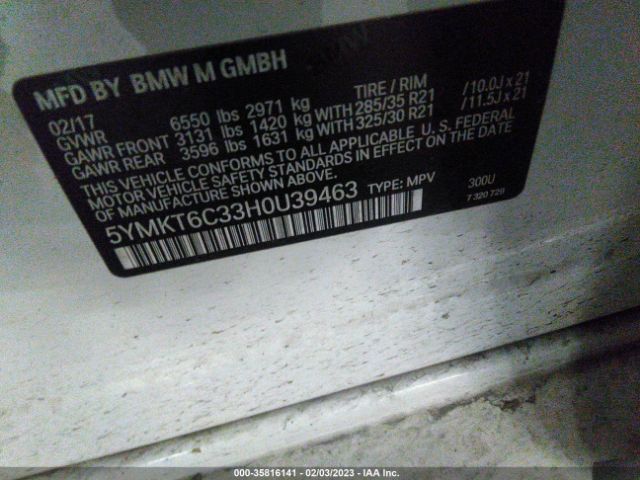 MFD BY BMW M GMBH
02/17 TIRE / RIM
GVWR 6550 lbs 2971 kg
GAWR FRONT 3131 lbs 1420 kg WITH 285/35 R21 /10.0J x 21
GAWR REAR 3596 lbs 1631 kg WITH 325/30 R21 /11.5J x 21
THIS VEHICLE CONFORMS TO ALL APPLICABLE U. S. FEDERAL
MOTOR VEHICLE SAFETY STANDARDS IN EFFECT ON THE DATE
OF MANUFACTURE SHOWN ABOVE.
5YMKT6C33H0U39463 TYPE: MPV 300U
7 320 729
000-35816141 - 02/03/2023 - IAA Inc.